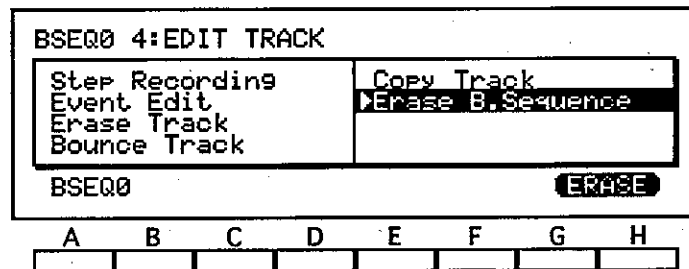 BSEQ0 4:EDIT TRACK
Step Recording
Event Edit
Erase Track
Bounce Track
Copy Track
▶Erase B.Sequence
BSEQ0 ERASE
A B C D E F G H